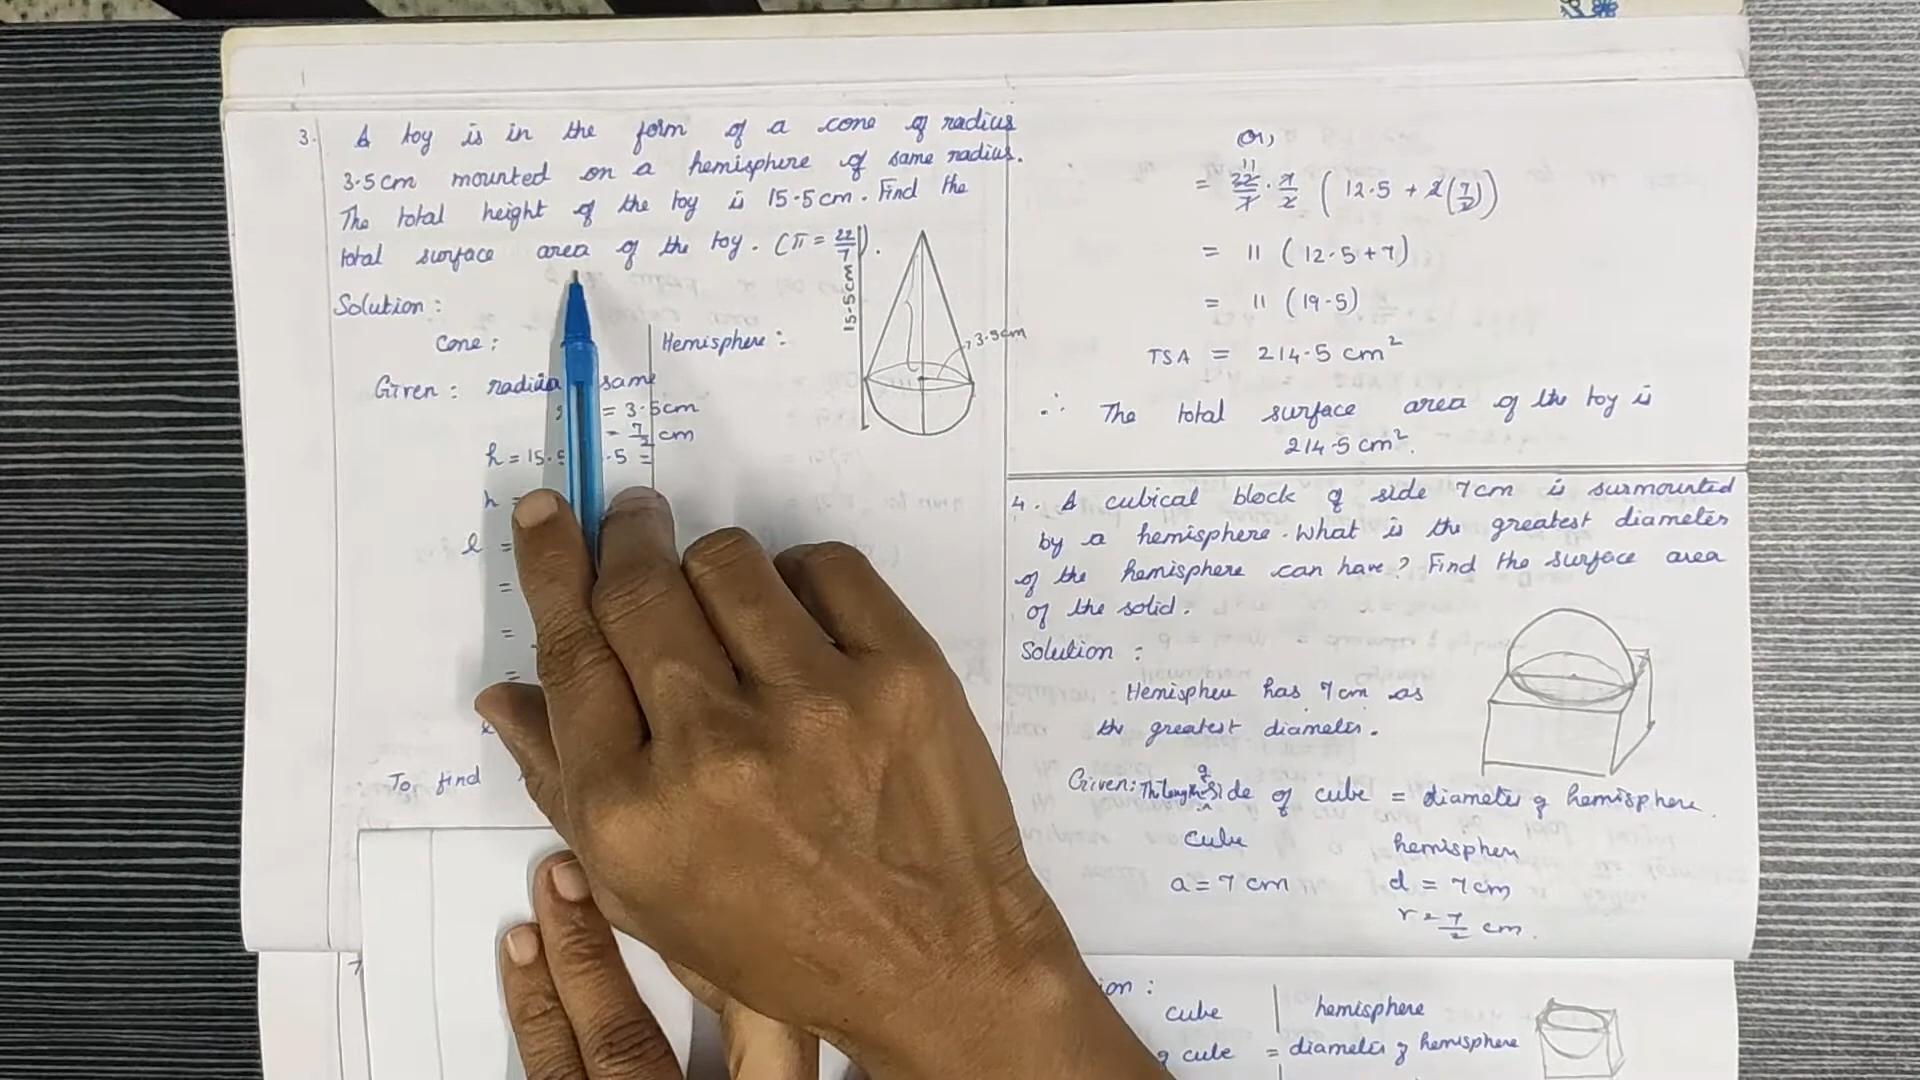 3. A toy is in the form of a cone of radius
3.5cm mounted on a hemisphere of same radius.
The total height of the toy is 15.5cm. Find the
total surface area of the toy. (π = 22/7).
15.5cm
3.5cm
Solution:
Cone: Hemisphere:
Given: radius same
= 3.5cm
= 7/2 cm
h = 15.5 .5 =
h =
l =
=
=
=
To find
Or,
= 22/7 · 7/2 (12.5 + 2(7/2))
11
= 11 (12.5+7)
= 11 (19.5)
TSA = 214.5 cm²
∴ The total surface area of the toy is
214.5 cm².
4. A cubical block of side 7cm is surmounted
by a hemisphere. What is the greatest diameter
of the hemisphere can have? Find the surface area
of the solid.
Solution:
Hemisphere has 7cm as
the greatest diameter.
Given: The length of side of cube = diameter of hemisphere.
cube hemisphere
a = 7 cm d = 7cm
r = 7/2 cm.
ion:
cube hemisphere
cube = diameter of hemisphere